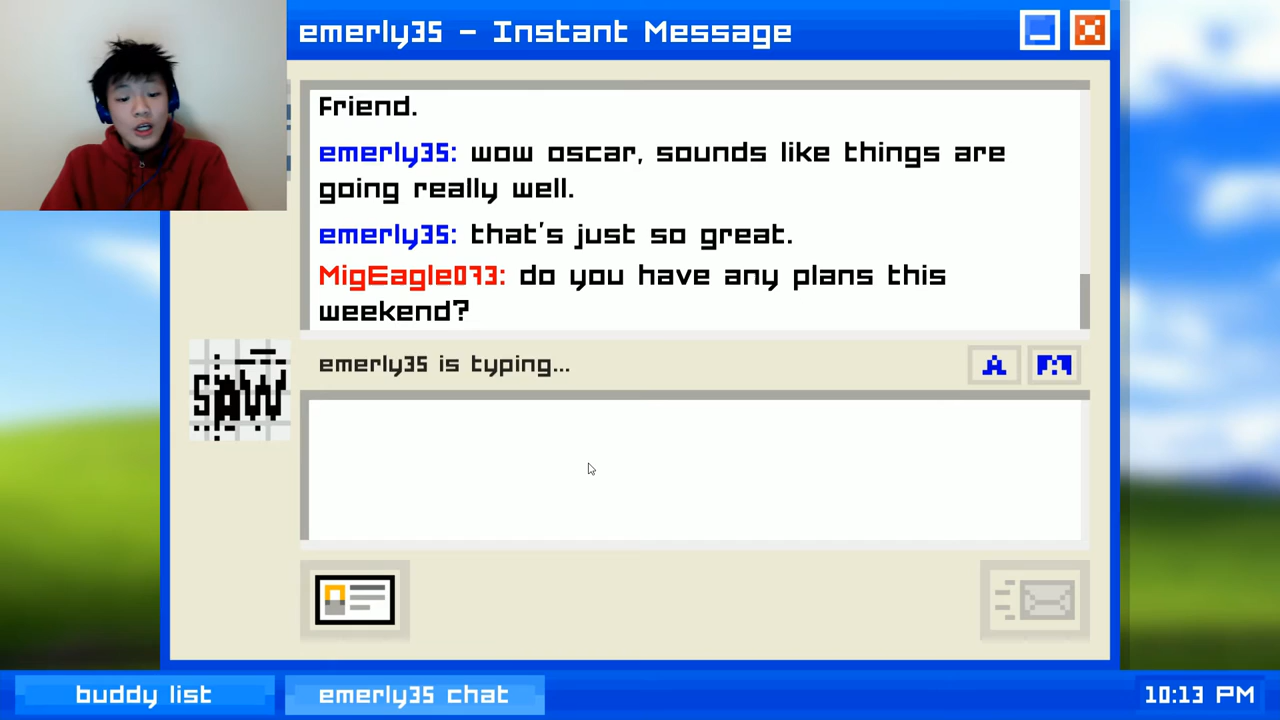 emerly35 - Instant Message
Friend.
emerly35: wow oscar, sounds like things are
going really well.
emerly35: that's just so great.
MigEagle073: do you have any plans this
weekend?
emerly35 is typing...
A
SAW
buddy list
emerly35 chat
10:13 PM